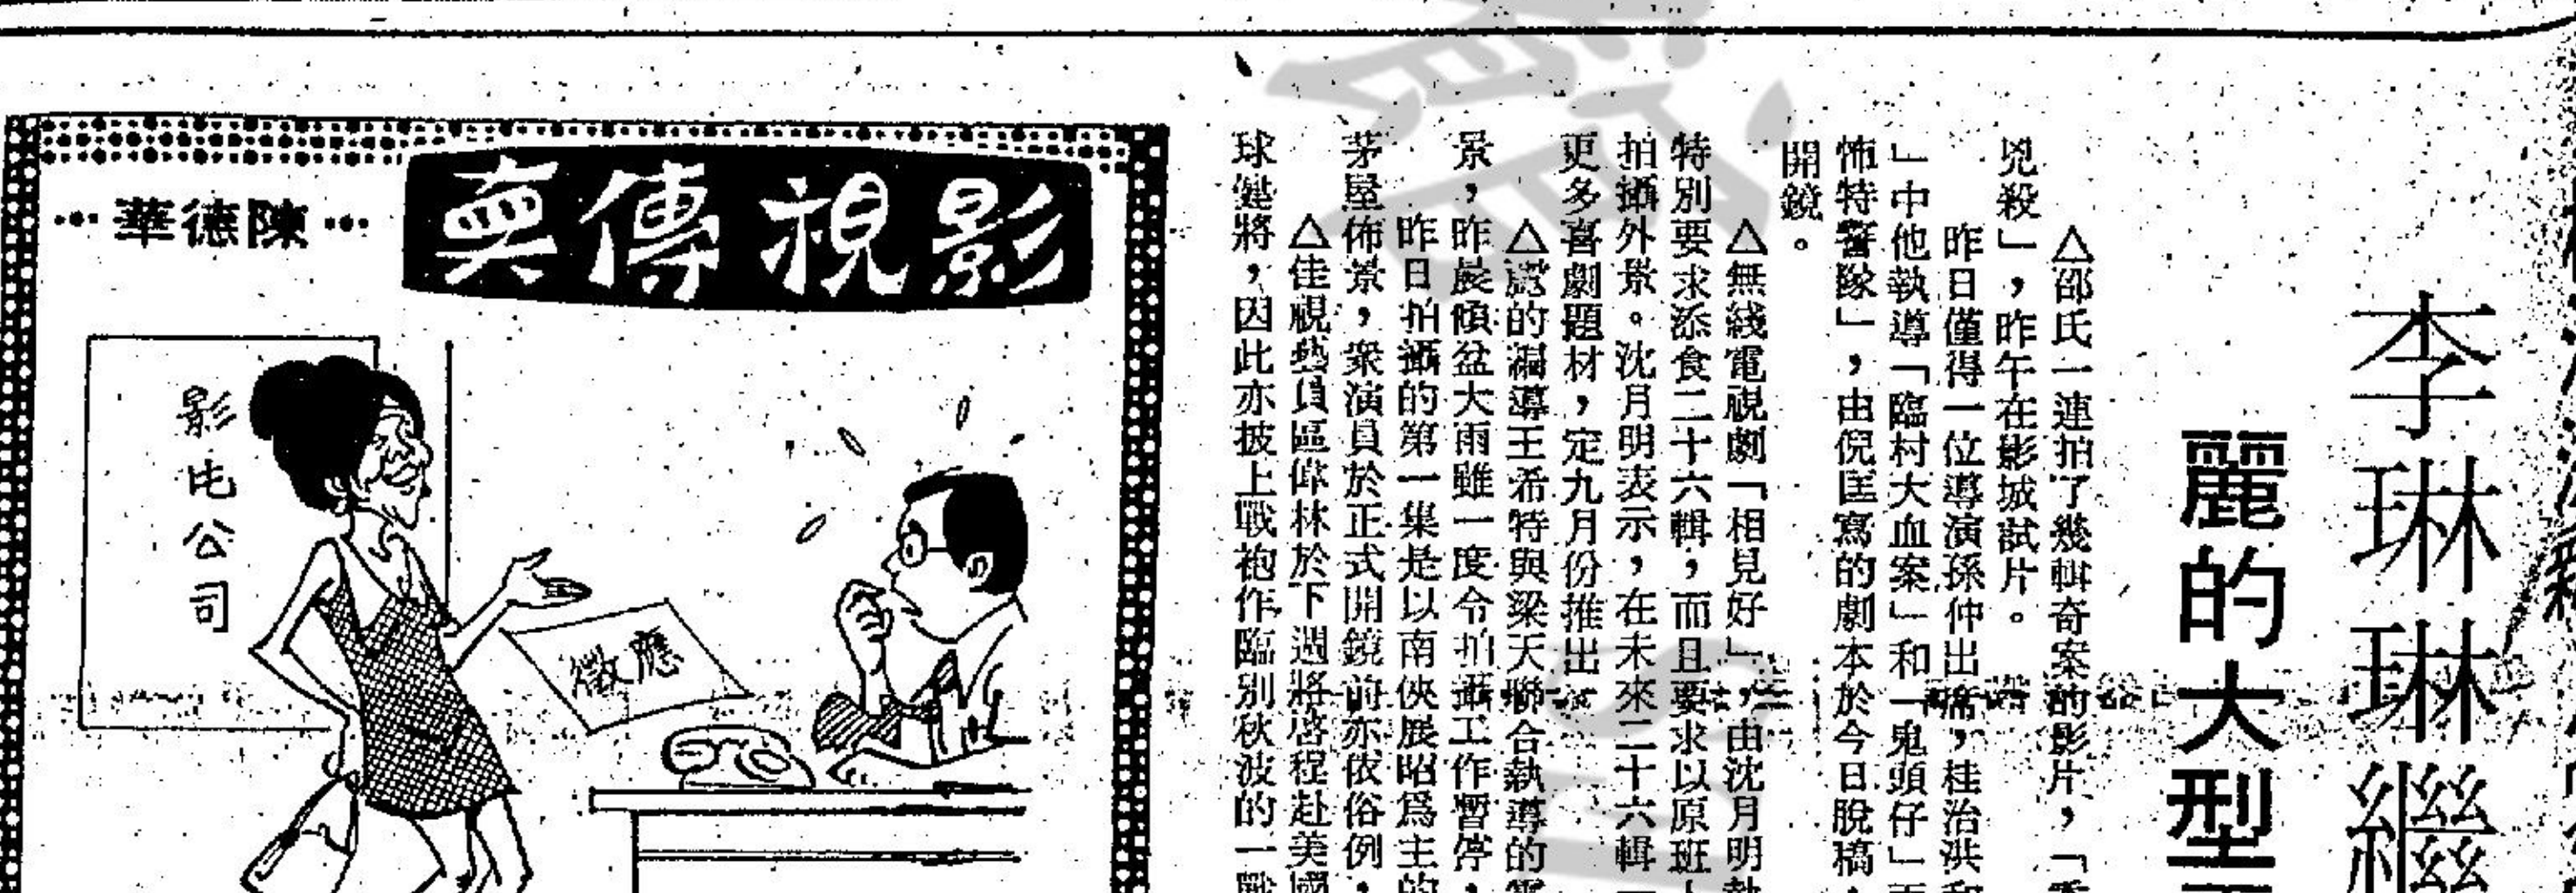 李琳琳繼
麗的大型
△邵氏一連拍了幾輯奇案的影片，「香
兇殺」，昨午在影城試片。
昨日僅得一位導演孫仲出席，桂治洪和
」中他執導「臨村大血案」和「鬼頭仔」而
怖特警隊」，由倪匡寫的劇本於今日脫稿，
開鏡。
△無綫電視劇「相見好」，由沈月明執
特別要求添食二十六輯，而且要求以原班
拍攝外景。沈月明表示，在未來二十六輯
更多喜劇題材，定九月份推出。
△麗的編導王希特與梁天聯合執導的電
景，昨晨傾盆大雨雖一度令拍攝工作暫停，
昨日拍攝的第一集是以南俠展昭爲主的
茅屋佈景，衆演員於正式開鏡前亦依俗例，
△佳視藝員區偉林於下週將啓程赴美國
球健將，因此亦披上戰袍作臨別秋波的一戰
影視傳真
…陳德華…
影电公司
應徵